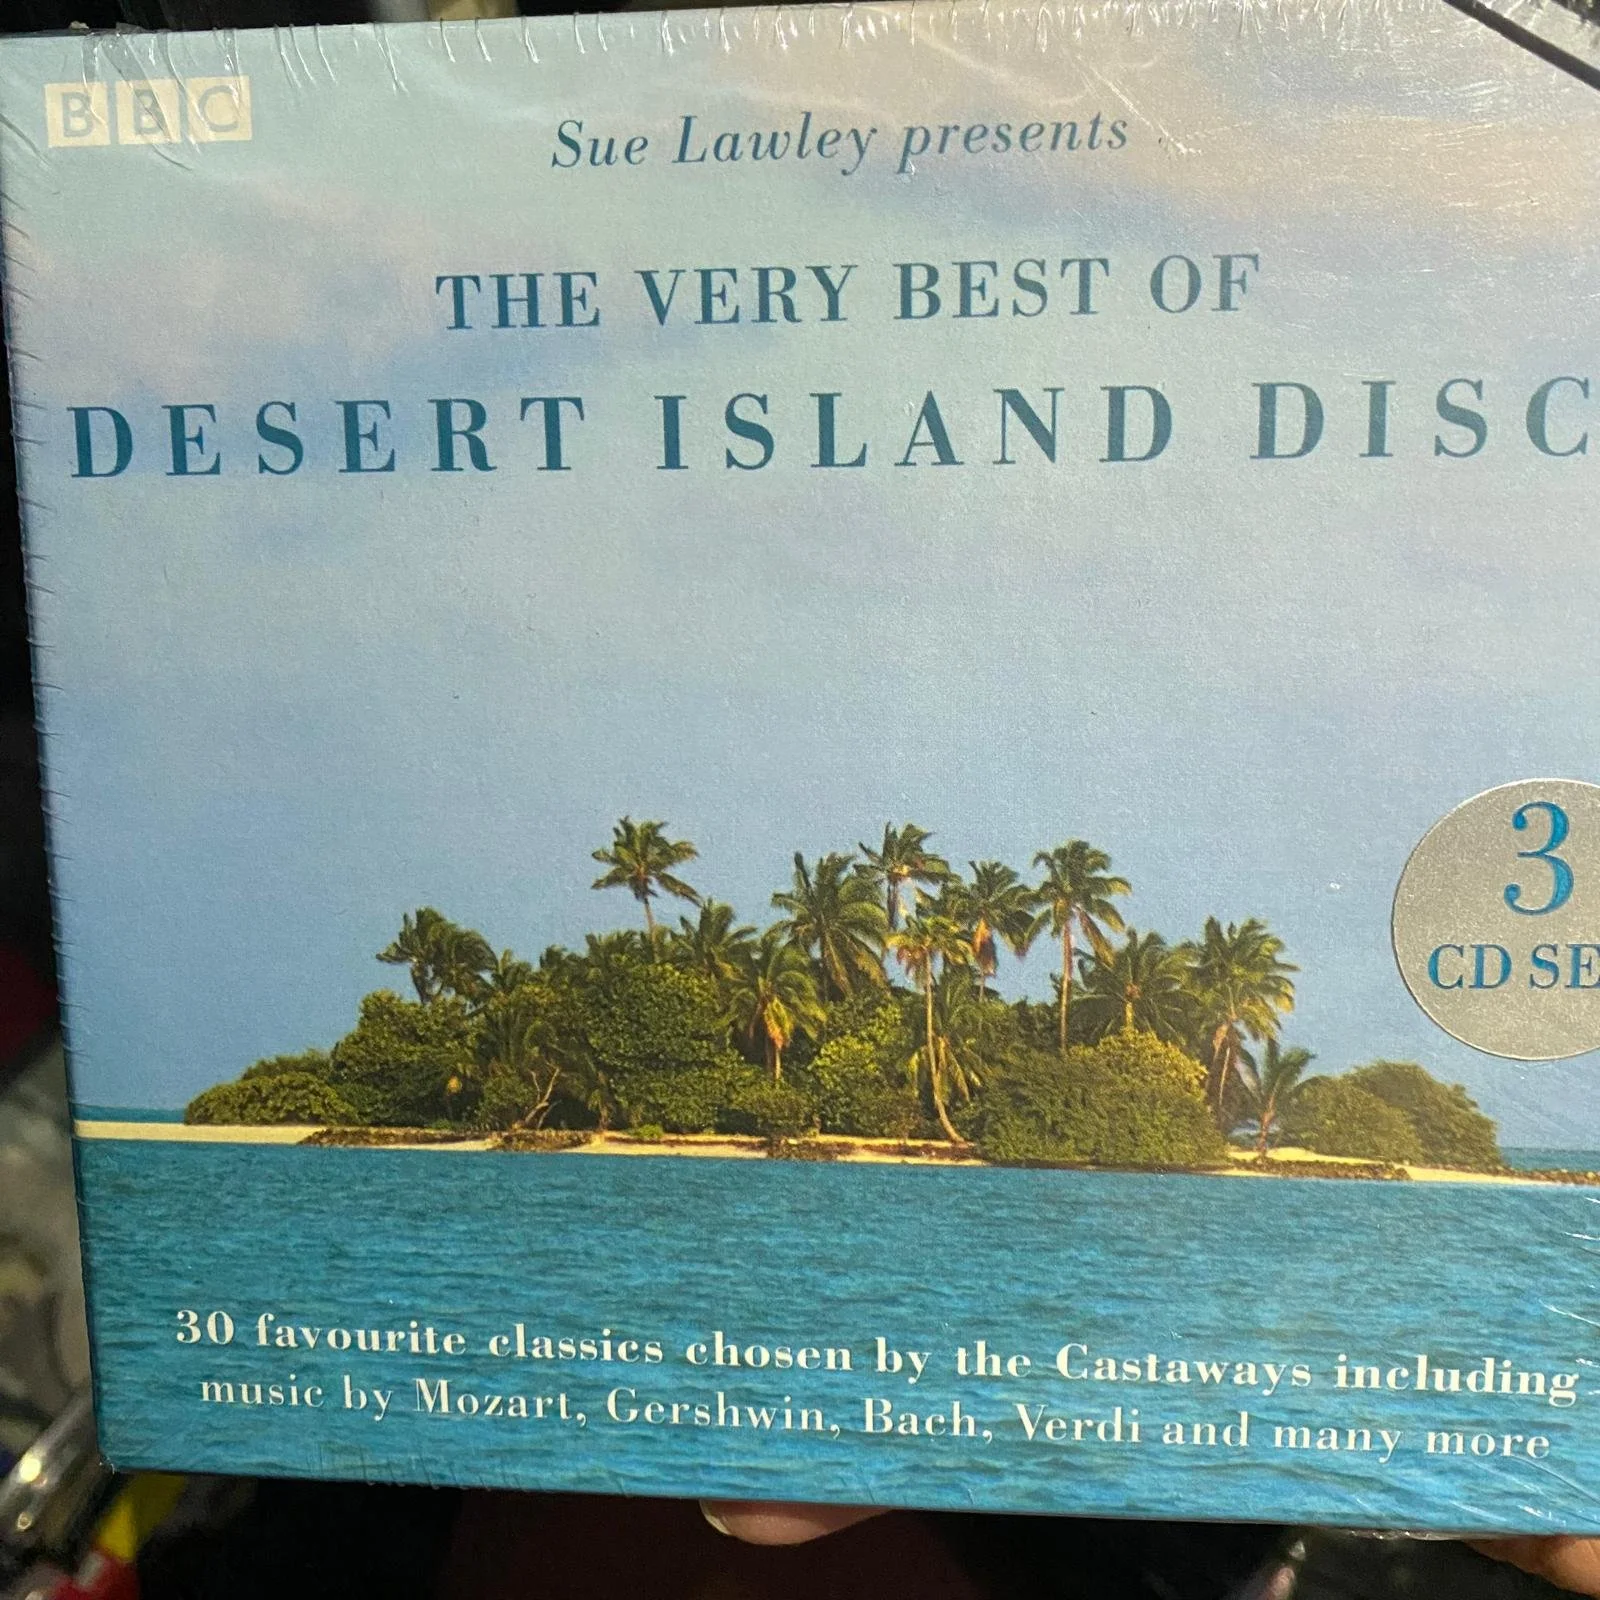 BBC
Sue Lawley presents
THE VERY BEST OF
DESERT ISLAND DISC
3
CD SE
30 favourite classics chosen by the Castaways including
music by Mozart, Gershwin, Bach, Verdi and many more